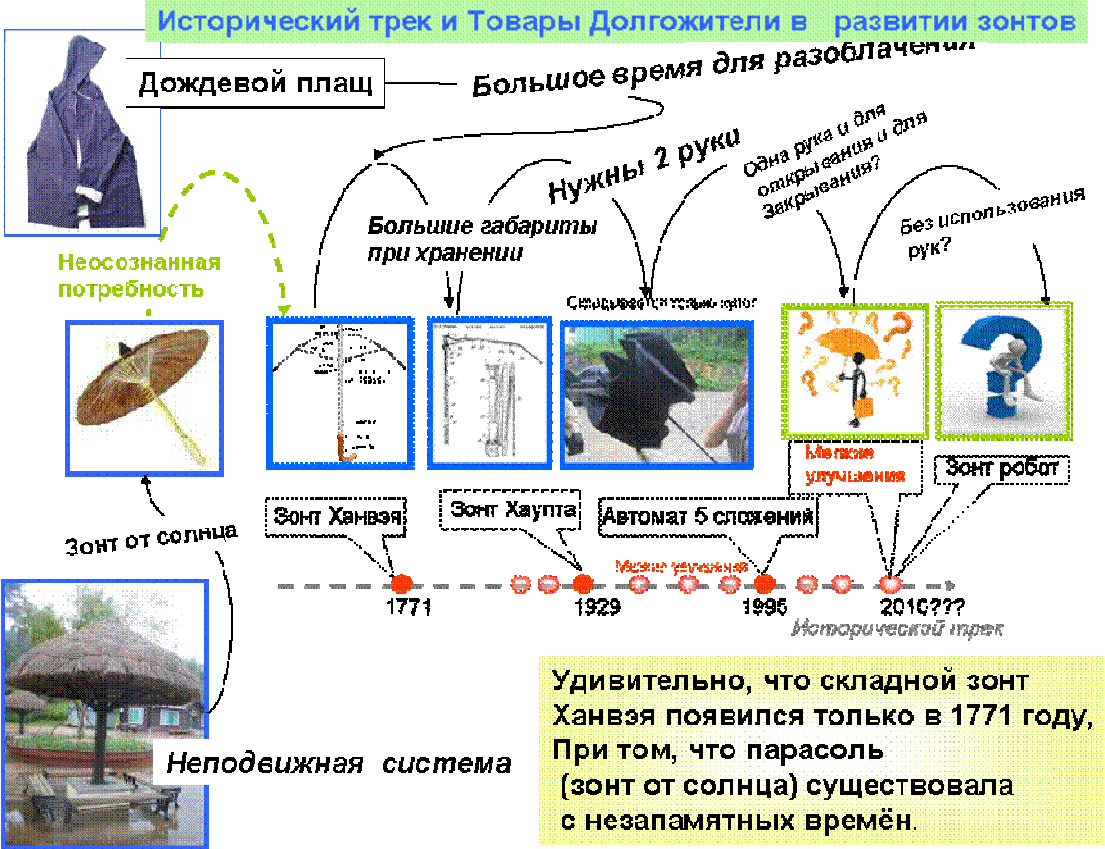 Исторический трек и Товары Долгожители в развитии зонтов
Дождевой плащ
Большое время для разоблачения
Нужны 2 руки
Одна рука и для
открывания и для
Закрывания?
Большие габариты
при хранении
Без использования
рук?
Неосознанная
потребность
Мелкие
улучшения
Зонт робот
Зонт Ханвэя
Зонт Хаупта
Автомат 5 сложений
Зонт от солнца
Мелкие улучшения
1771
1929
1995
2010???
Исторический трек
Неподвижная система
Удивительно, что складной зонт
Ханвэя появился только в 1771 году,
При том, что парасоль
(зонт от солнца) существовала
с незапамятных времён.